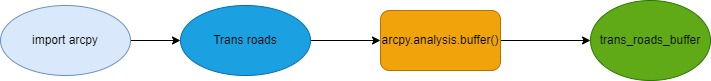 import arcpy
Trans roads
arcpy.analysis.buffer()
trans_roads_buffer